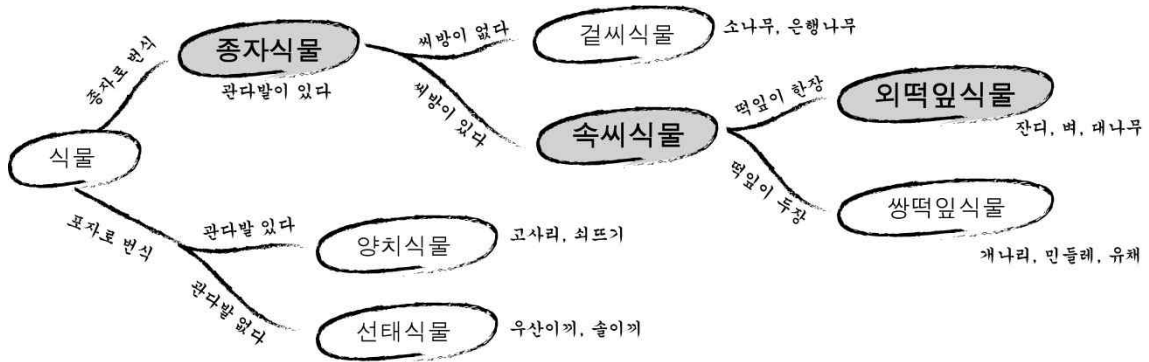 식물
종자로 번식
종자식물
관다발이 있다
씨방이 없다
겉씨식물
소나무, 은행나무
씨방이 있다
속씨식물
떡잎이 한장
외떡잎식물
잔디, 벼, 대나무
떡잎이 두장
쌍떡잎식물
개나리, 민들레, 유채
포자로 번식
관다발 있다
양치식물
고사리, 쇠뜨기
관다발 없다
선태식물
우산이끼, 솔이끼